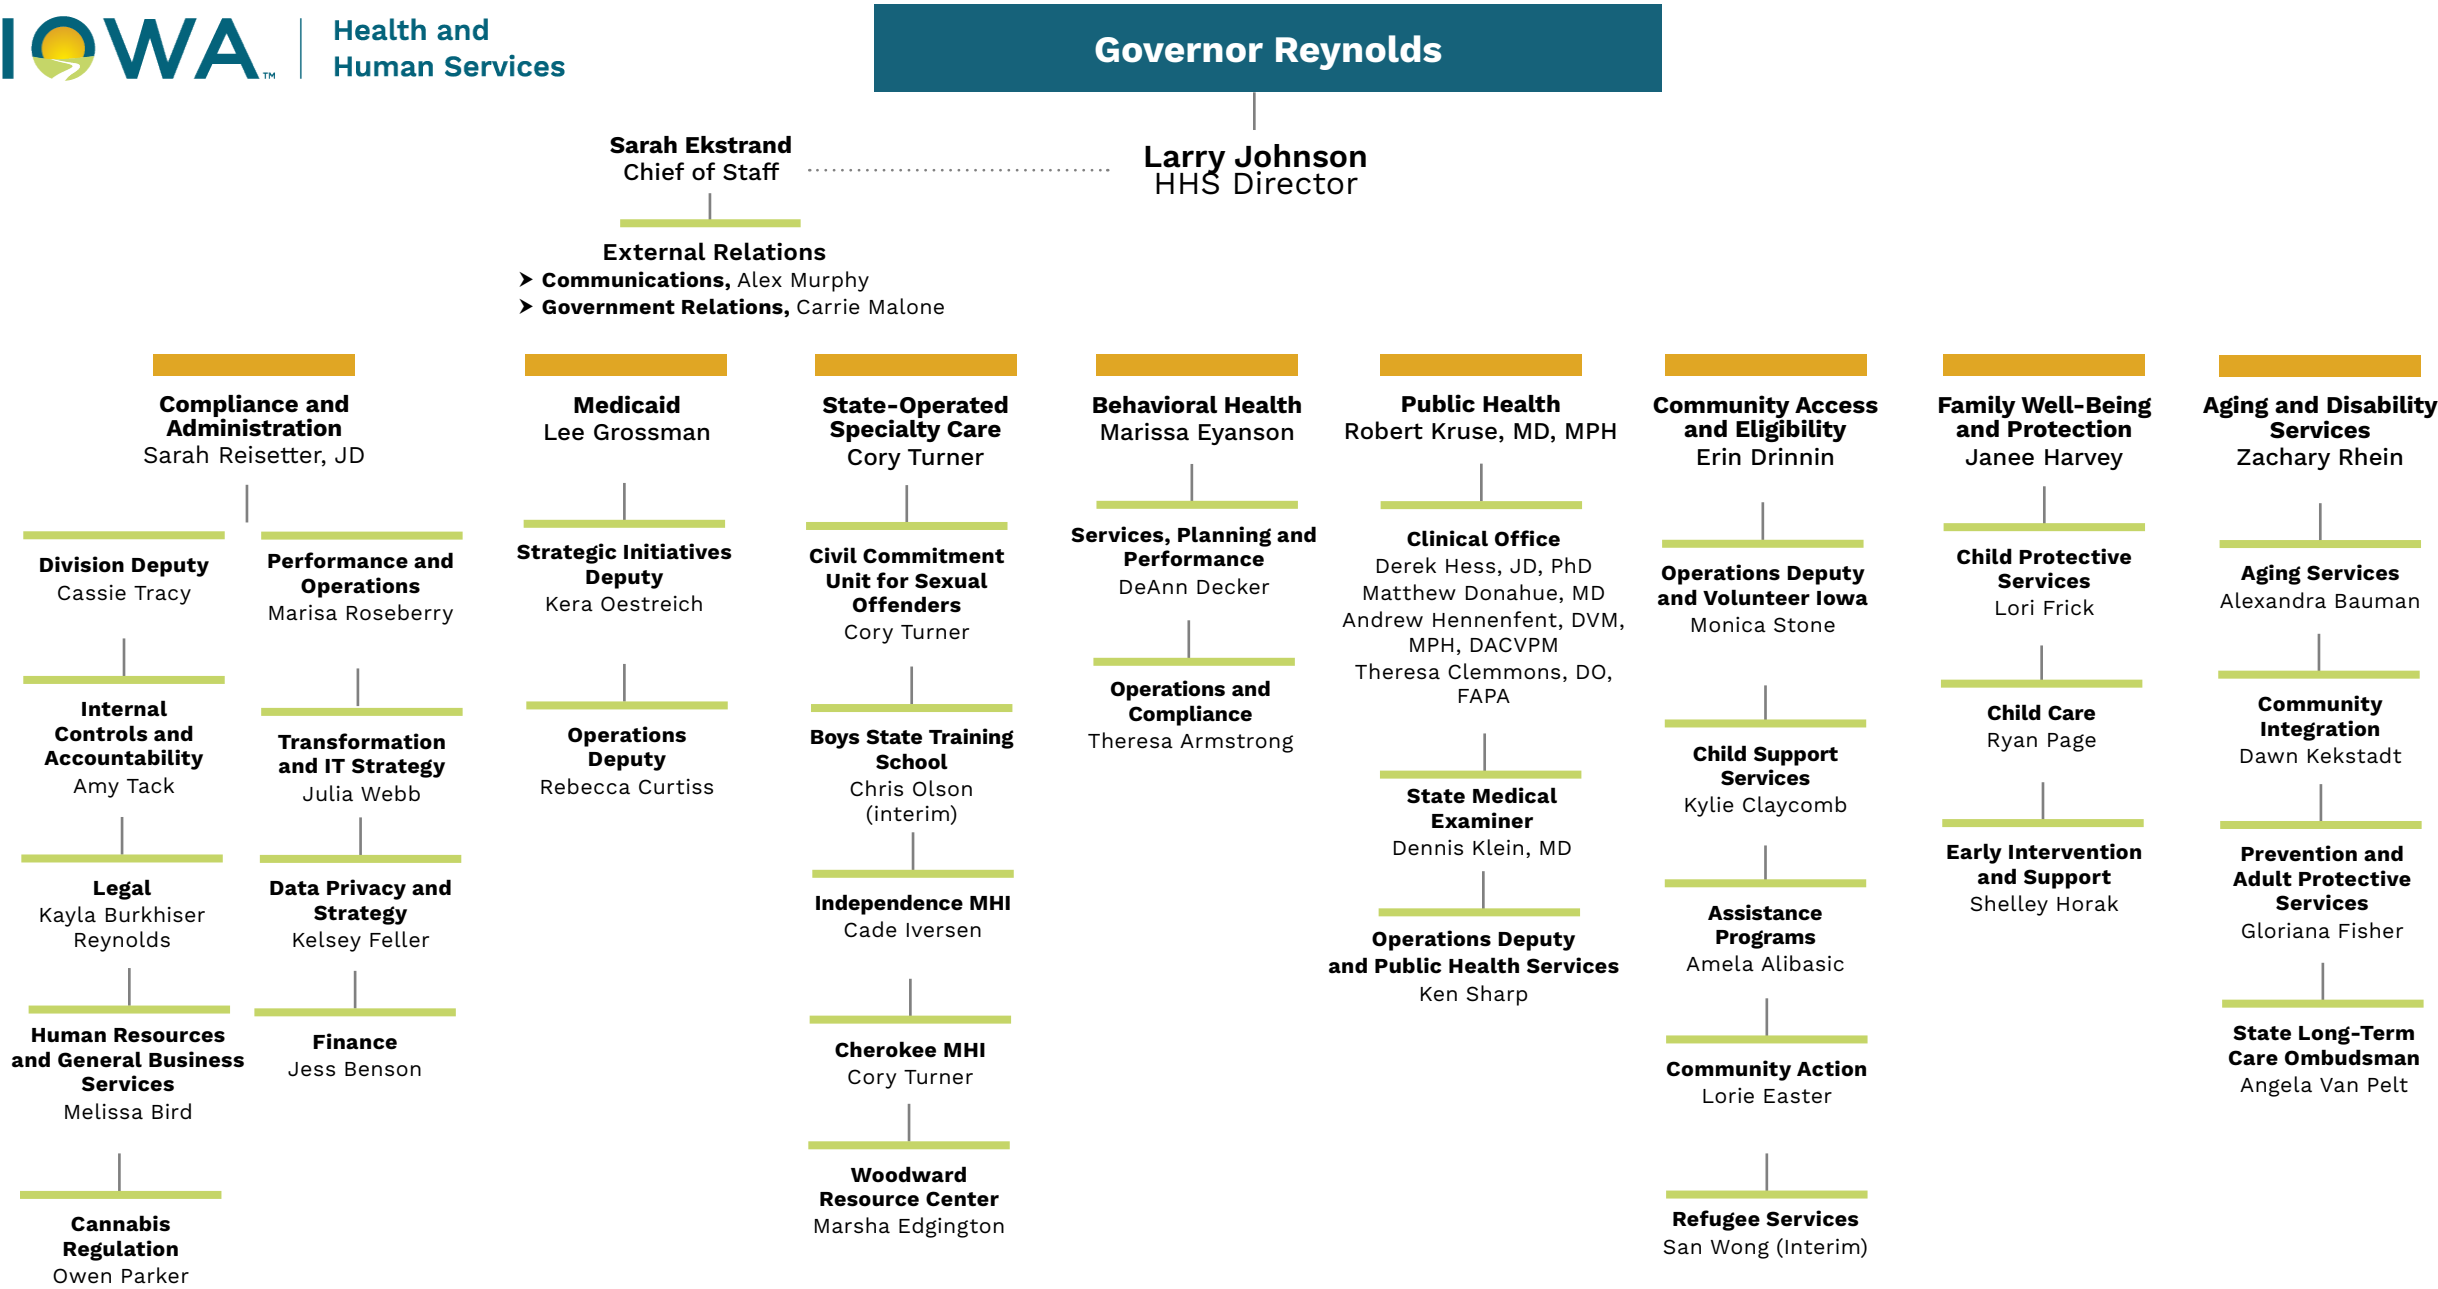 IOWA™
Health and
Human Services
Governor Reynolds
Sarah Ekstrand
Chief of Staff
Larry Johnson
HHS Director
External Relations
➤ Communications, Alex Murphy
➤ Government Relations, Carrie Malone
Compliance and
Administration
Sarah Reisetter, JD
Division Deputy
Cassie Tracy
Internal
Controls and
Accountability
Amy Tack
Legal
Kayla Burkhiser
Reynolds
Human Resources
and General Business
Services
Melissa Bird
Cannabis
Regulation
Owen Parker
Performance and
Operations
Marisa Roseberry
Transformation
and IT Strategy
Julia Webb
Data Privacy and
Strategy
Kelsey Feller
Finance
Jess Benson
Medicaid
Lee Grossman
Strategic Initiatives
Deputy
Kera Oestreich
Operations
Deputy
Rebecca Curtiss
State-Operated
Specialty Care
Cory Turner
Civil Commitment
Unit for Sexual
Offenders
Cory Turner
Boys State Training
School
Chris Olson
(interim)
Independence MHI
Cade Iversen
Cherokee MHI
Cory Turner
Woodward
Resource Center
Marsha Edgington
Behavioral Health
Marissa Eyanson
Services, Planning and
Performance
DeAnn Decker
Operations and
Compliance
Theresa Armstrong
Public Health
Robert Kruse, MD, MPH
Clinical Office
Derek Hess, JD, PhD
Matthew Donahue, MD
Andrew Hennenfent, DVM,
MPH, DACVPM
Theresa Clemmons, DO,
FAPA
State Medical
Examiner
Dennis Klein, MD
Operations Deputy
and Public Health Services
Ken Sharp
Community Access
and Eligibility
Erin Drinnin
Operations Deputy
and Volunteer Iowa
Monica Stone
Child Support
Services
Kylie Claycomb
Assistance
Programs
Amela Alibasic
Community Action
Lorie Easter
Refugee Services
San Wong (Interim)
Family Well-Being
and Protection
Janee Harvey
Child Protective
Services
Lori Frick
Child Care
Ryan Page
Early Intervention
and Support
Shelley Horak
Aging and Disability
Services
Zachary Rhein
Aging Services
Alexandra Bauman
Community
Integration
Dawn Kekstadt
Prevention and
Adult Protective
Services
Gloriana Fisher
State Long-Term
Care Ombudsman
Angela Van Pelt